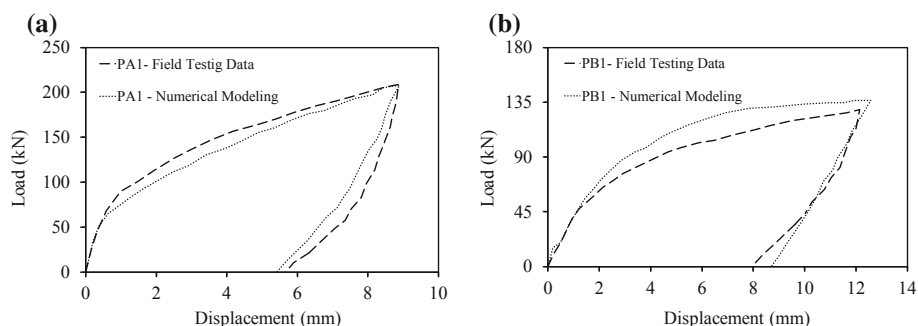 (a)
250
200
150
100
50
0
Load (kN)
PA1- Field Testig Data
PA1 - Numerical Modeling
0 2 4 6 8 10
Displacement (mm)
(b)
180
135
90
45
0
Load (kN)
PB1- Field Testing Data
PB1 - Numerical Modeling
0 2 4 6 8 10 12 14
Displacement (mm)